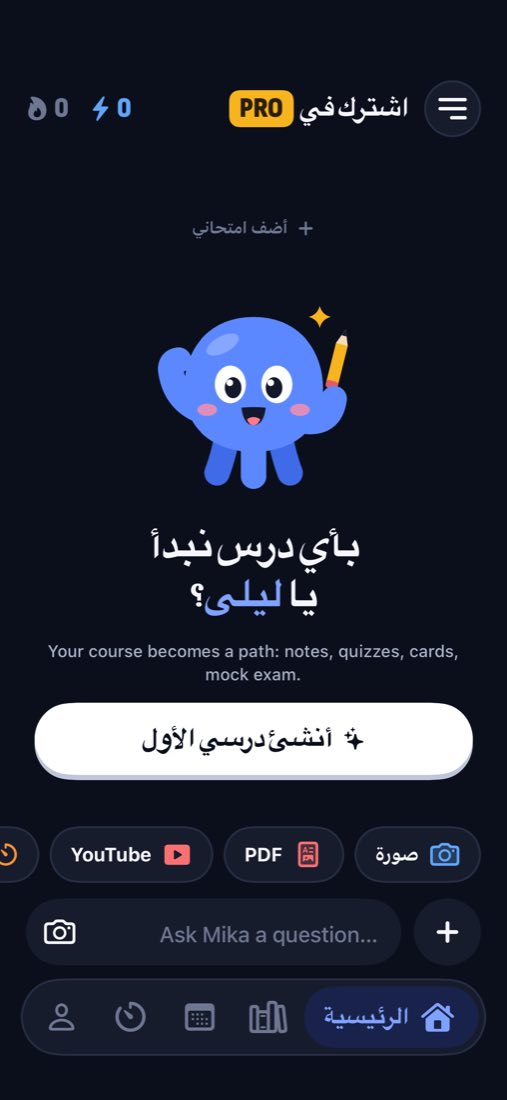 اشترك في PRO
0
0
+ أضف امتحاني
بأي درس نبدأ
يا ليلى؟
Your course becomes a path: notes, quizzes, cards,
mock exam.
أنشئ درسي الأول
صورة
PDF
YouTube
Ask Mika a question...
الرئيسية